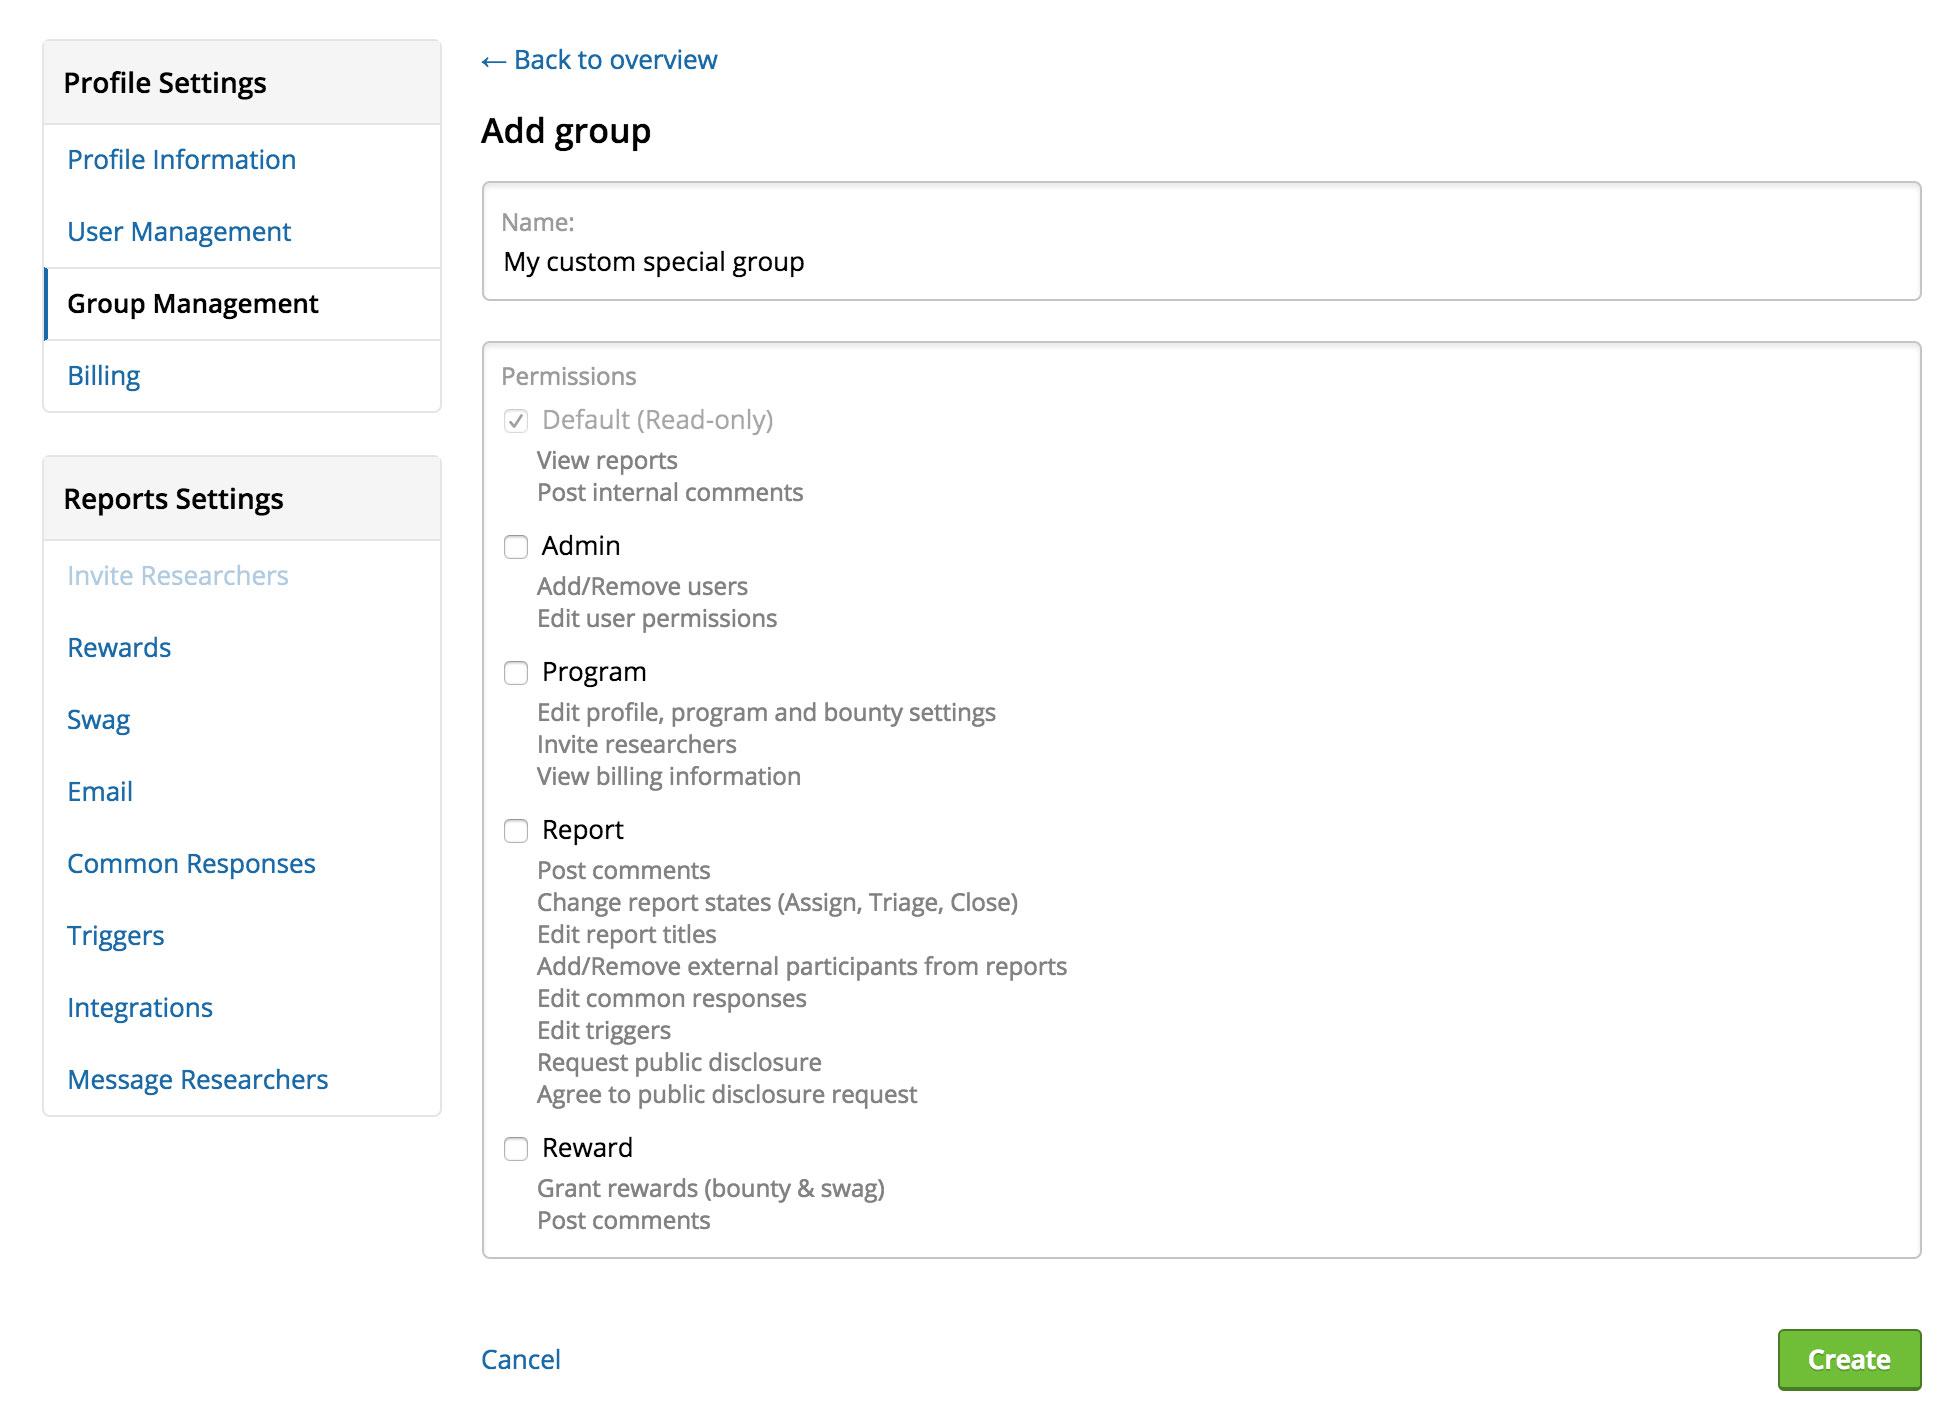 Profile Settings
Profile Information
User Management
Group Management
Billing
Reports Settings
Invite Researchers
Rewards
Swag
Email
Common Responses
Triggers
Integrations
Message Researchers
← Back to overview
Add group
Name:
My custom special group
Permissions
Default (Read-only)
View reports
Post internal comments
Admin
Add/Remove users
Edit user permissions
Program
Edit profile, program and bounty settings
Invite researchers
View billing information
Report
Post comments
Change report states (Assign, Triage, Close)
Edit report titles
Add/Remove external participants from reports
Edit common responses
Edit triggers
Request public disclosure
Agree to public disclosure request
Reward
Grant rewards (bounty & swag)
Post comments
Cancel
Create